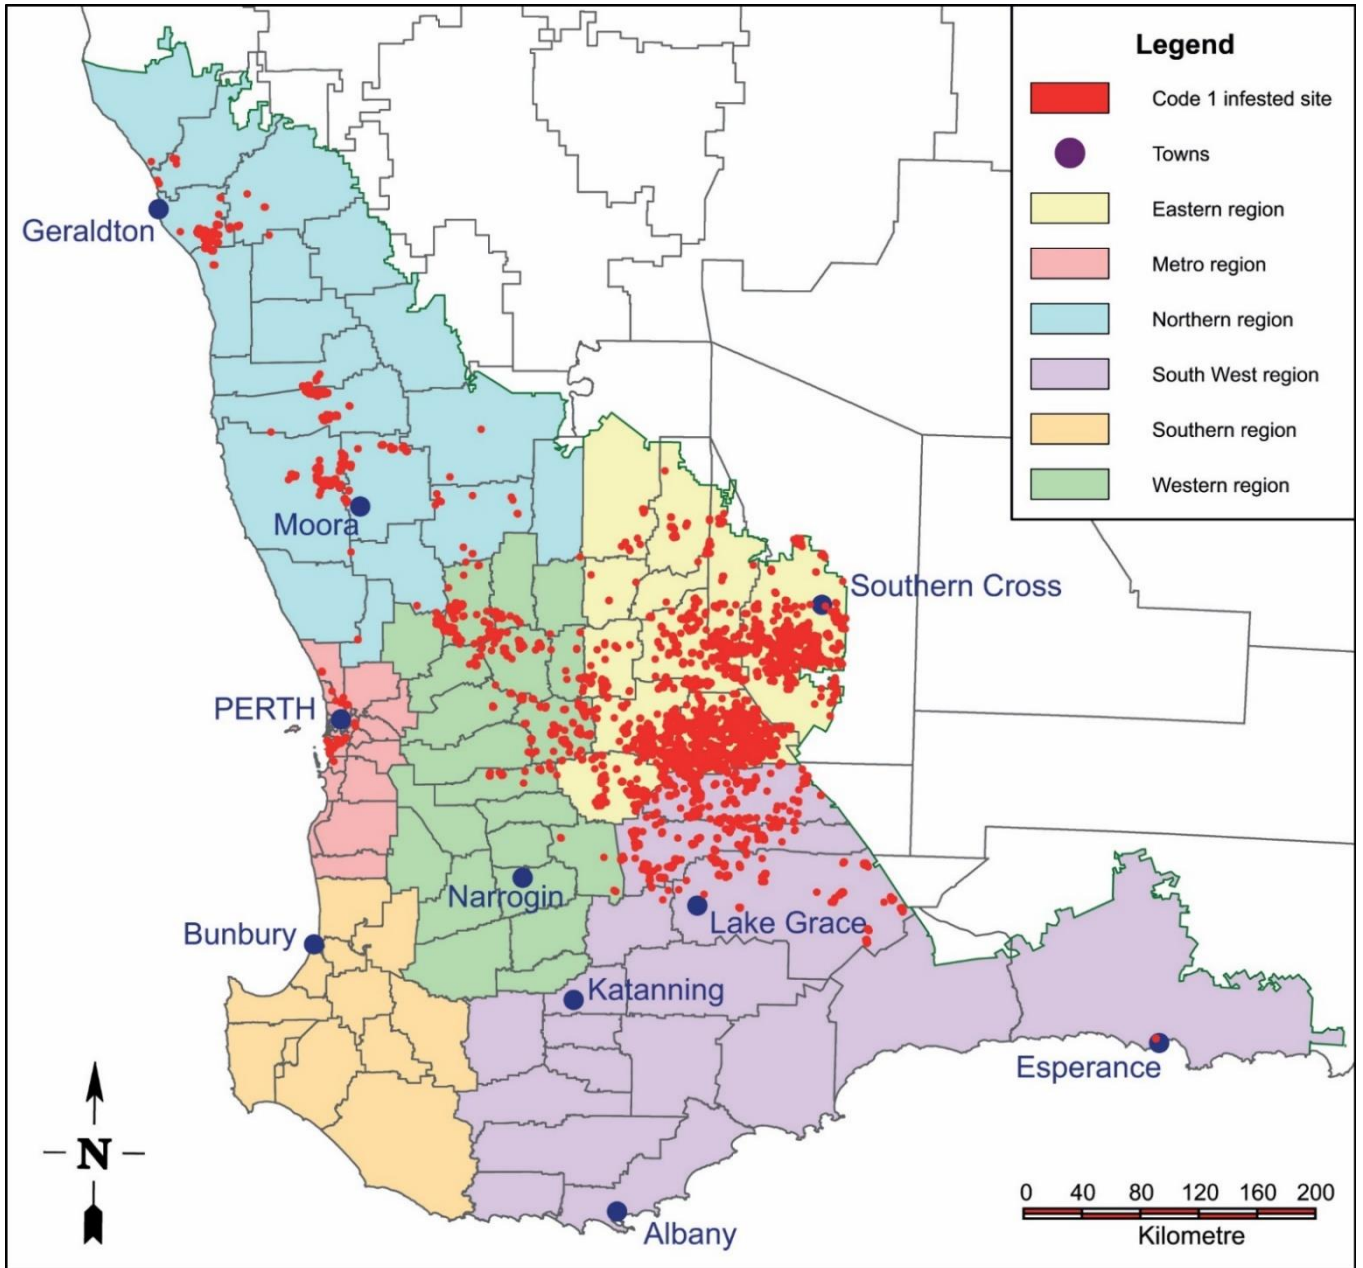 Legend
Code 1 infested site
Towns
Eastern region
Metro region
Northern region
South West region
Southern region
Western region
Geraldton
Moora
Southern Cross
PERTH
Narrogin
Lake Grace
Bunbury
Katanning
Esperance
Albany
N
0 40 80 120 160 200
Kilometre